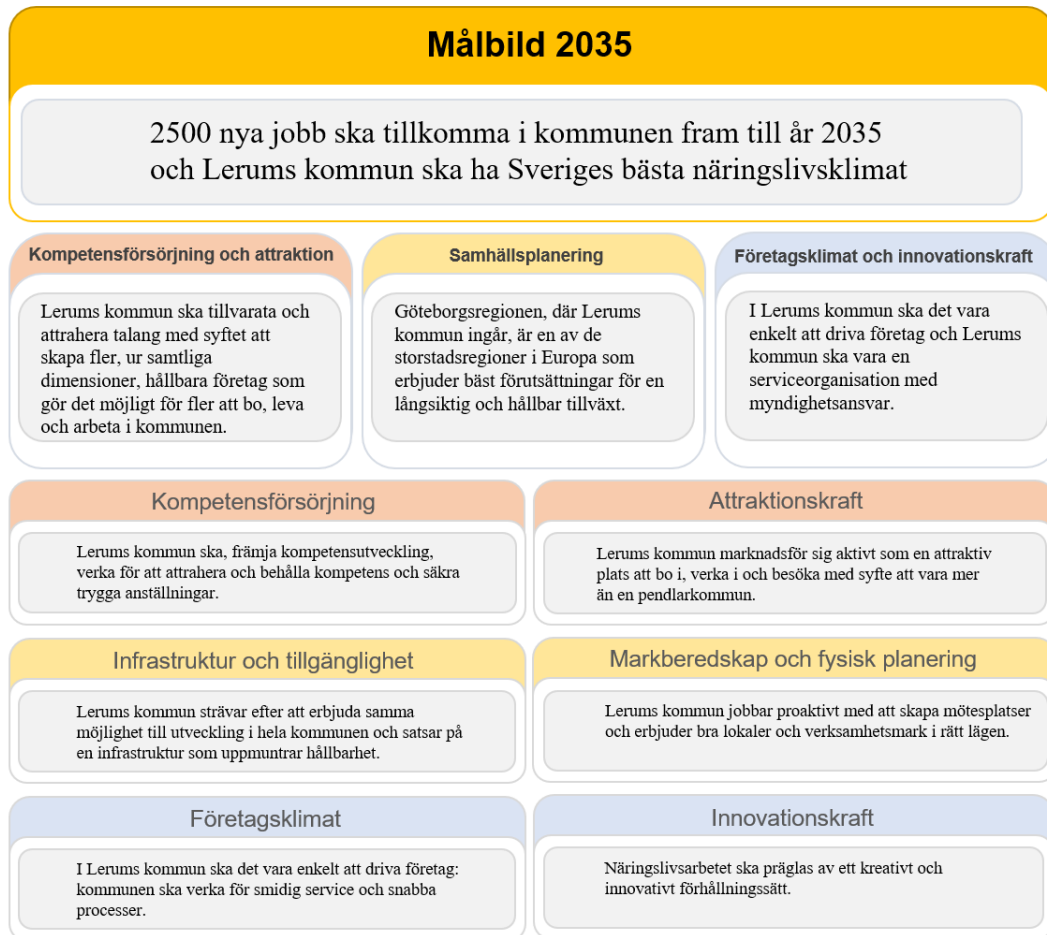 Målbild 2035
2500 nya jobb ska tillkomma i kommunen fram till år 2035
och Lerums kommun ska ha Sveriges bästa näringslivsklimat
Kompetensförsörjning och attraktion
Lerums kommun ska tillvarata och
attrahera talang med syftet att
skapa fler, ur samtliga
dimensioner, hållbara företag som
gör det möjligt för fler att bo, leva
och arbeta i kommunen.
Samhällsplanering
Göteborgsregionen, där Lerums
kommun ingår, är en av de
storstadsregioner i Europa som
erbjuder bäst förutsättningar för en
långsiktig och hållbar tillväxt.
Företagsklimat och innovationskraft
I Lerums kommun ska det vara
enkelt att driva företag och Lerums
kommun ska vara en
serviceorganisation med
myndighetsansvar.
Kompetensförsörjning
Lerums kommun ska, främja kompetensutveckling,
verka för att attrahera och behålla kompetens och säkra
trygga anställningar.
Attraktionskraft
Lerums kommun marknadsför sig aktivt som en attraktiv
plats att bo i, verka i och besöka med syfte att vara mer
än en pendlarkommun.
Infrastruktur och tillgänglighet
Lerums kommun strävar efter att erbjuda samma
möjlighet till utveckling i hela kommunen och satsar på
en infrastruktur som uppmuntrar hållbarhet.
Markberedskap och fysisk planering
Lerums kommun jobbar proaktivt med att skapa mötesplatser
och erbjuder bra lokaler och verksamhetsmark i rätt lägen.
Företagsklimat
I Lerums kommun ska det vara enkelt att driva företag:
kommunen ska verka för smidig service och snabba
processer.
Innovationskraft
Näringslivsarbetet ska präglas av ett kreativt och
innovativt förhållningssätt.